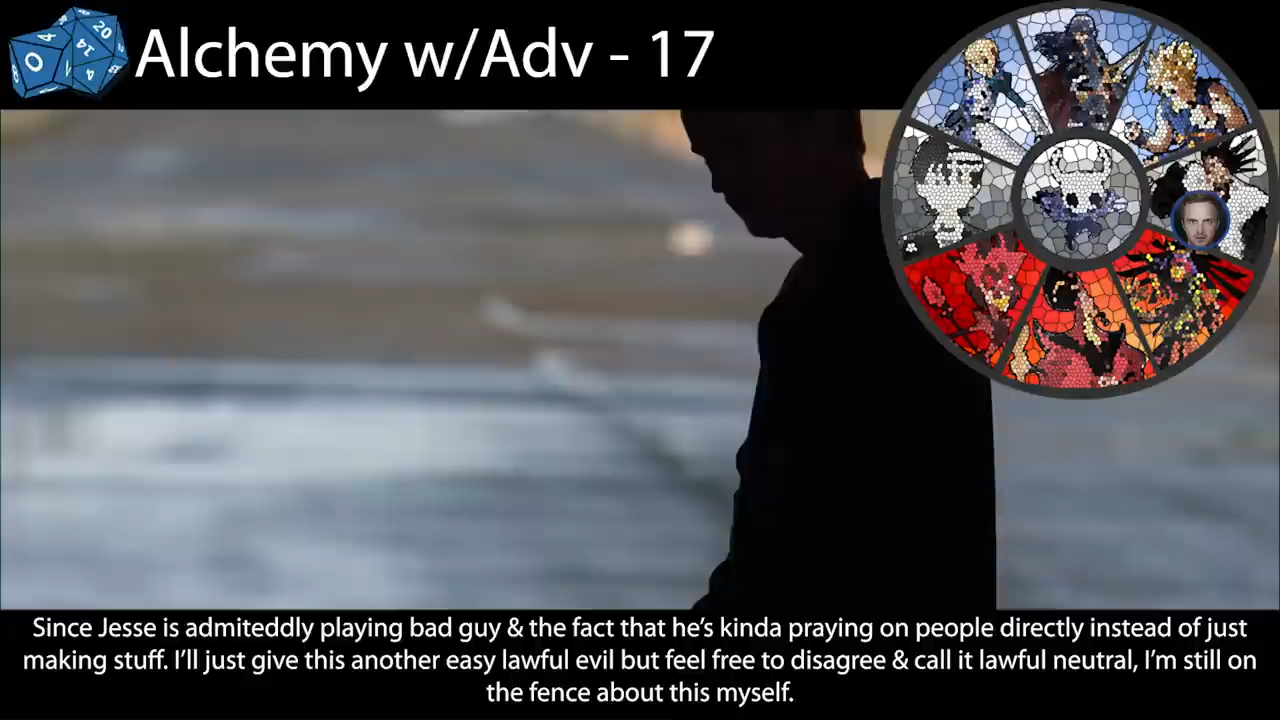 Alchemy w/Adv - 17
20
14
Since Jesse is admiteddly playing bad guy & the fact that he's kinda praying on people directly instead of just
making stuff. I'll just give this another easy lawful evil but feel free to disagree & call it lawful neutral, I'm still on
the fence about this myself.